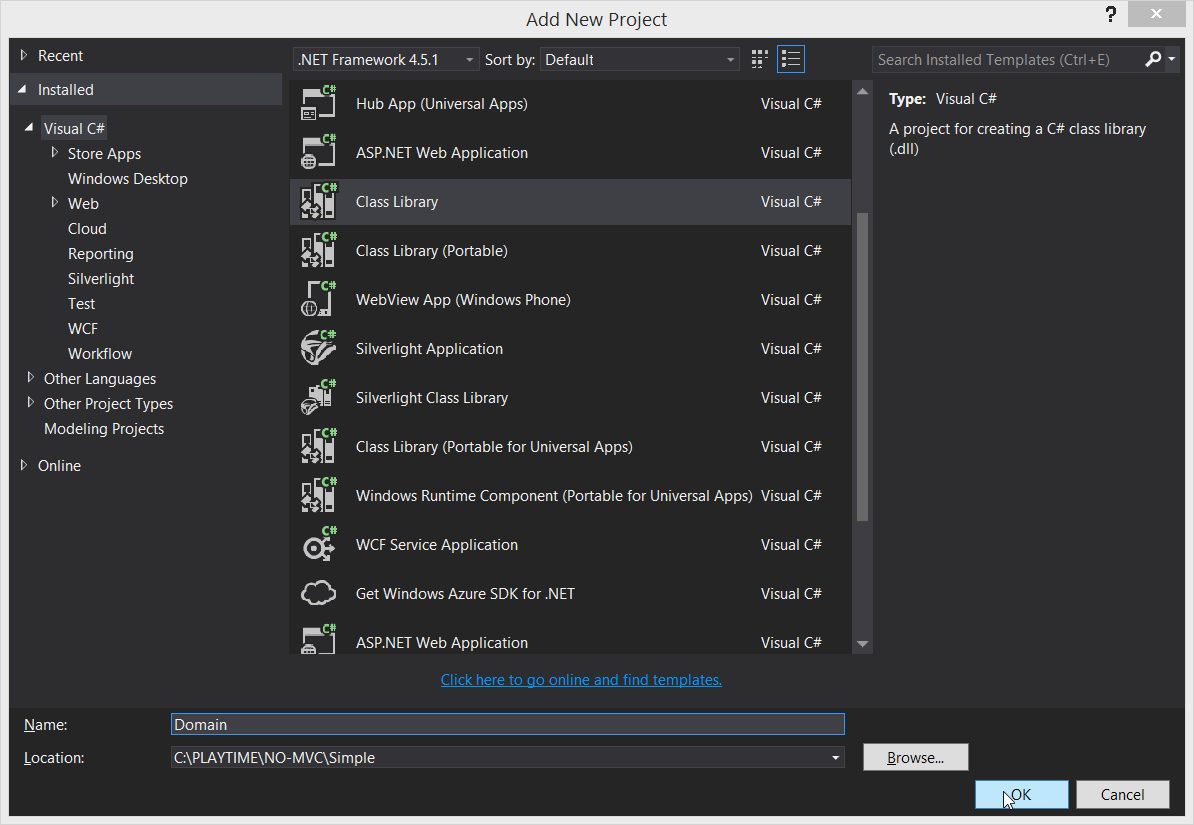 Add New Project
?
Recent
Installed
Visual C#
Store Apps
Windows Desktop
Web
Cloud
Reporting
Silverlight
Test
WCF
Workflow
Other Languages
Other Project Types
Modeling Projects
Online
.NET Framework 4.5.1 Sort by: Default
C# Hub App (Universal Apps) Visual C#
C# ASP.NET Web Application Visual C#
C# Class Library Visual C#
C# Class Library (Portable) Visual C#
C# WebView App (Windows Phone) Visual C#
C# Silverlight Application Visual C#
C# Silverlight Class Library Visual C#
C# Class Library (Portable for Universal Apps) Visual C#
C# Windows Runtime Component (Portable for Universal Apps) Visual C#
C# WCF Service Application Visual C#
Get Windows Azure SDK for .NET Visual C#
C# ASP.NET Web Application Visual C#
Click here to go online and find templates.
Search Installed Templates (Ctrl+E)
Type: Visual C#
A project for creating a C# class library
(.dll)
Name: Domain
Location: C:\PLAYTIME\NO-MVC\Simple Browse...
OK Cancel